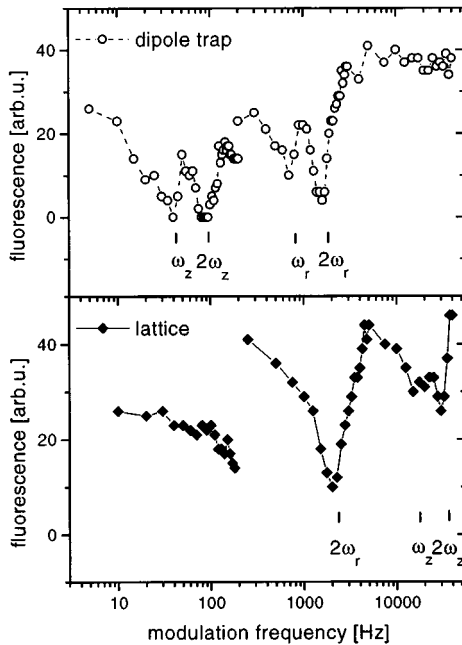 dipole trap
fluorescence [arb.u.]
40
20
0
ω_z 2ω_z ω_r 2ω_r
lattice
fluorescence [arb.u.]
40
20
0
2ω_r ω_z 2ω_z
10 100 1000 10000
modulation frequency [Hz]